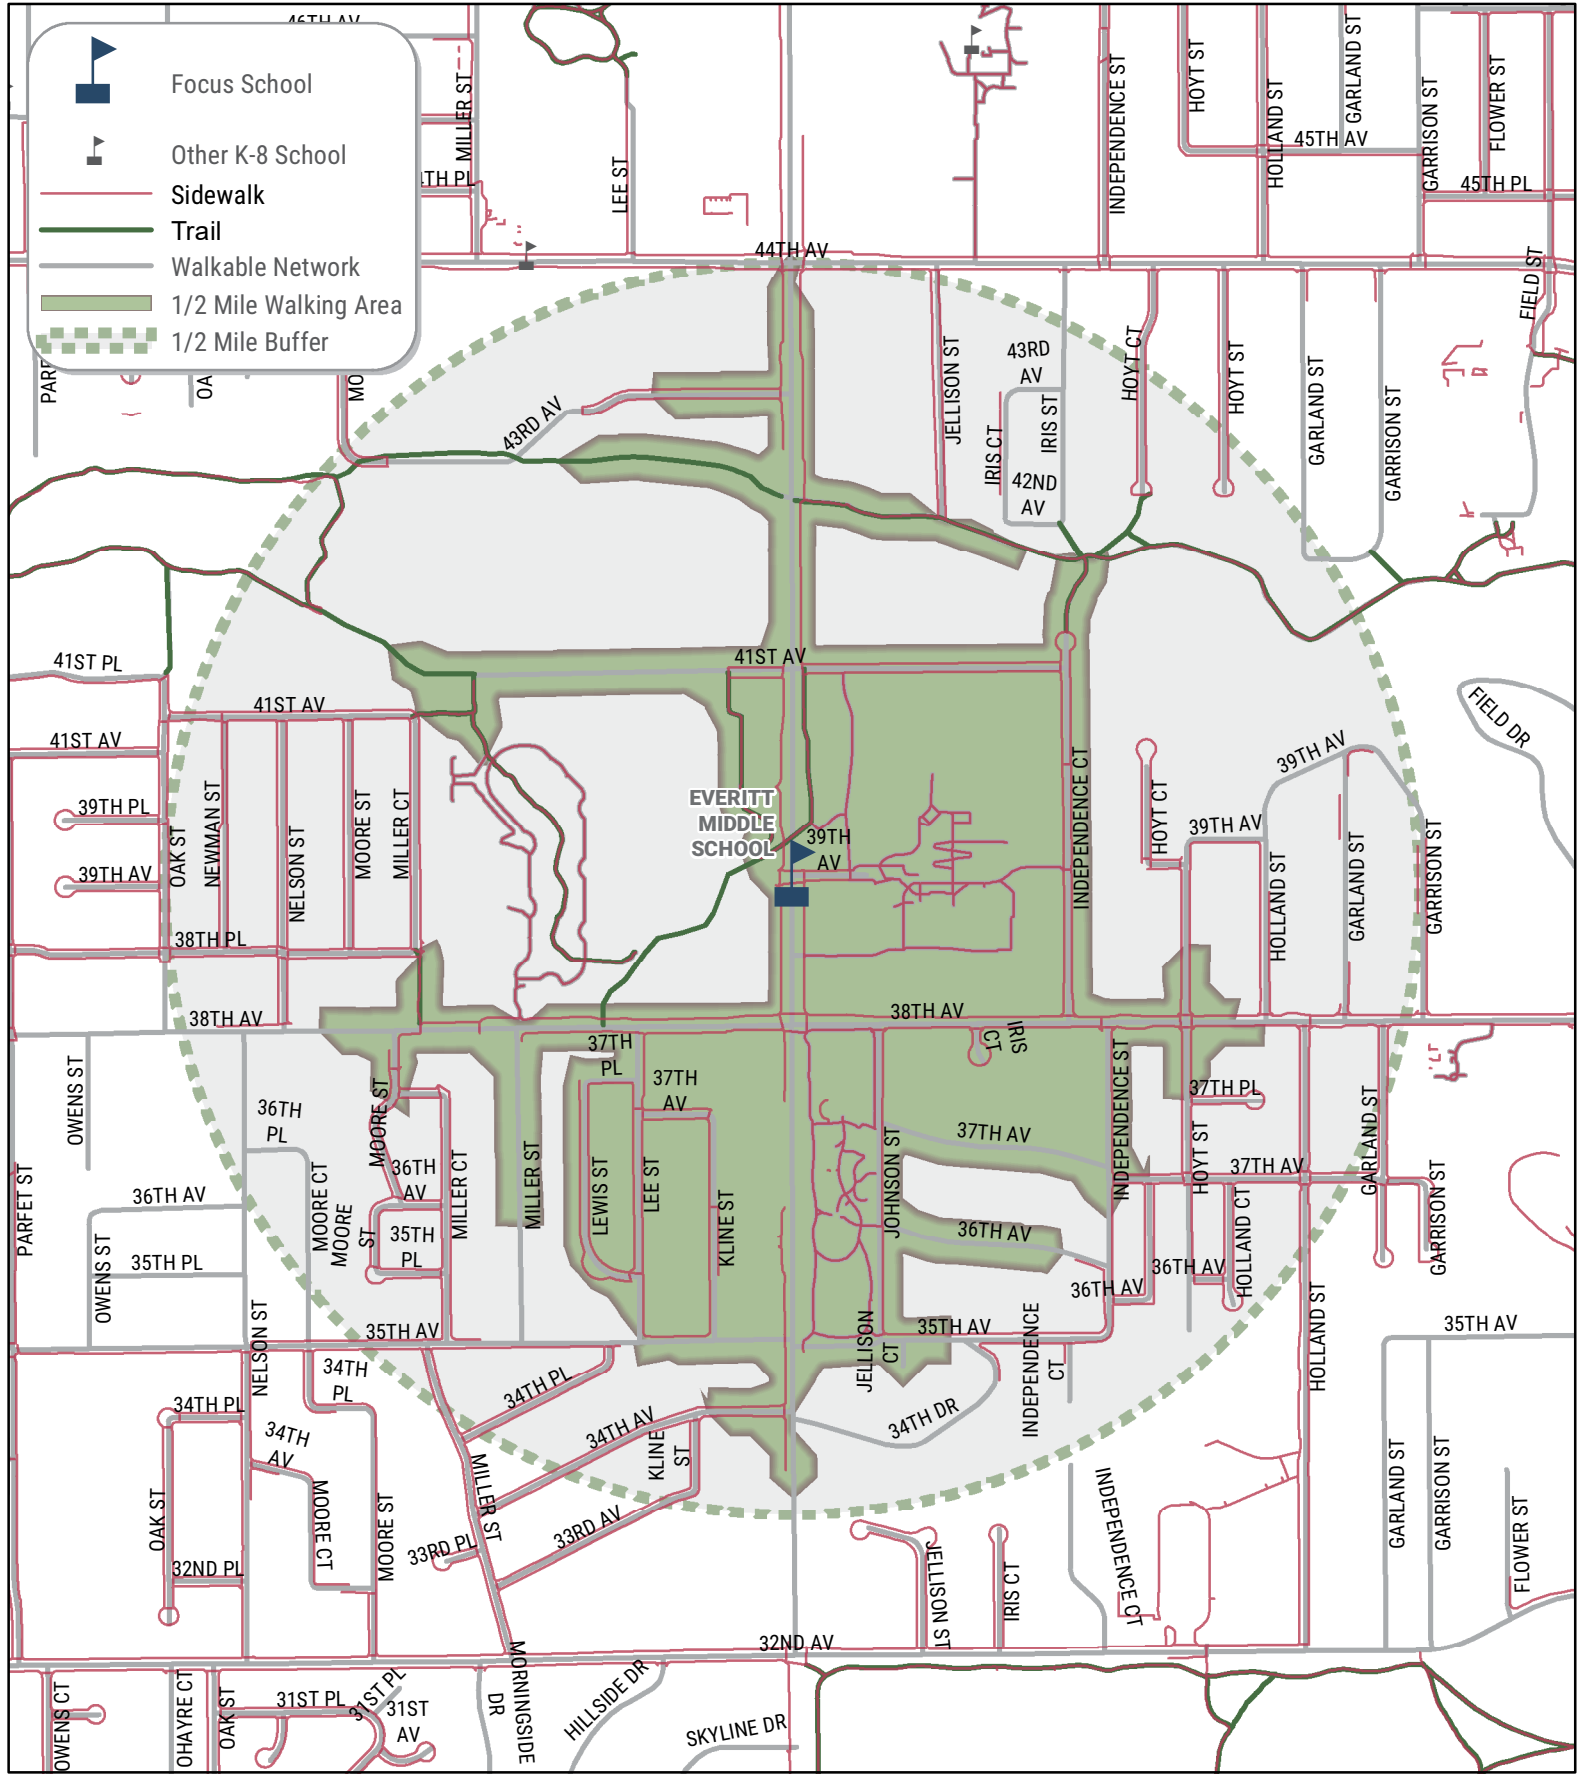 46TH AV
Focus School
Other K-8 School
Sidewalk
Trail
Walkable Network
1/2 Mile Walking Area
1/2 Mile Buffer
MILLER ST
LEE ST
INDEPENDENCE ST
HOYT ST
HOLLAND ST
GARLAND ST
45TH AV
GARRISON ST
FLOWER ST
45TH PL
44TH AV
FIELD ST
43RD AV
JELLISON ST
43RD
AV
IRIS CT
IRIS ST
42ND
AV
HOYT CT
HOYT ST
GARLAND ST
GARRISON ST
41ST PL
41ST AV
41ST AV
41ST AV
39TH PL
39TH AV
OAK ST
NEWMAN ST
NELSON ST
MOORE ST
MILLER CT
38TH PL
EVERITT
MIDDLE
SCHOOL
39TH
AV
INDEPENDENCE CT
HOYT CT
39TH AV
39TH AV
HOLLAND ST
GARLAND ST
GARRISON ST
FIELD DR
38TH AV
38TH AV
IRIS
CT
OWENS ST
36TH
PL
MOORE ST
37TH
PL
37TH
AV
37TH AV
INDEPENDENCE ST
37TH PL
HOYT ST
37TH AV
GARLAND ST
GARRISON ST
PARFET ST
36TH AV
OWENS ST
35TH PL
MOORE CT
MOORE
ST
36TH
AV
35TH
PL
MILLER CT
MILLER ST
LEWIS ST
LEE ST
KLINE ST
JOHNSON ST
36TH AV
36TH AV
36TH AV
HOLLAND CT
HOLLAND ST
35TH AV
NELSON ST
35TH AV
JELLISON
CT
35TH AV
INDEPENDENCE
CT
34TH
PL
34TH PL
34TH PL
34TH
AV
34TH AV
KLINE
ST
34TH DR
OAK ST
MOORE CT
MOORE ST
MILLER ST
33RD PL
33RD AV
32ND PL
JELLISON ST
IRIS CT
INDEPENDENCE CT
GARLAND ST
GARRISON ST
FLOWER ST
32ND AV
OWENS CT
OHAYRE CT
OAK ST
31ST PL
31ST PL
31ST
AV
MORNINGSIDE
DR
HILLSIDE DR
SKYLINE DR